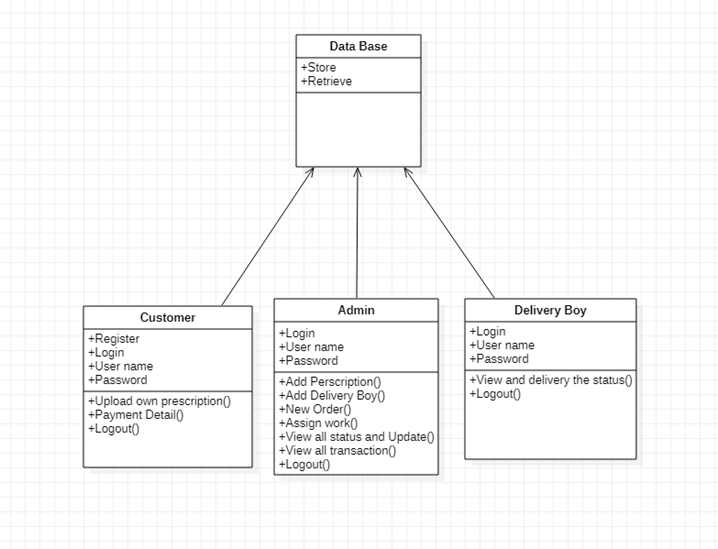 Data Base
+Store
+Retrieve
Customer
+Register
+Login
+User name
+Password
+Upload own prescription()
+Payment Detail()
+Logout()
Admin
+Login
+User name
+Password
+Add Perscription()
+Add Delivery Boy()
+New Order()
+Assign work()
+View all status and Update()
+View all transaction()
+Logout()
Delivery Boy
+Login
+User name
+Password
+View and delivery the status()
+Logout()